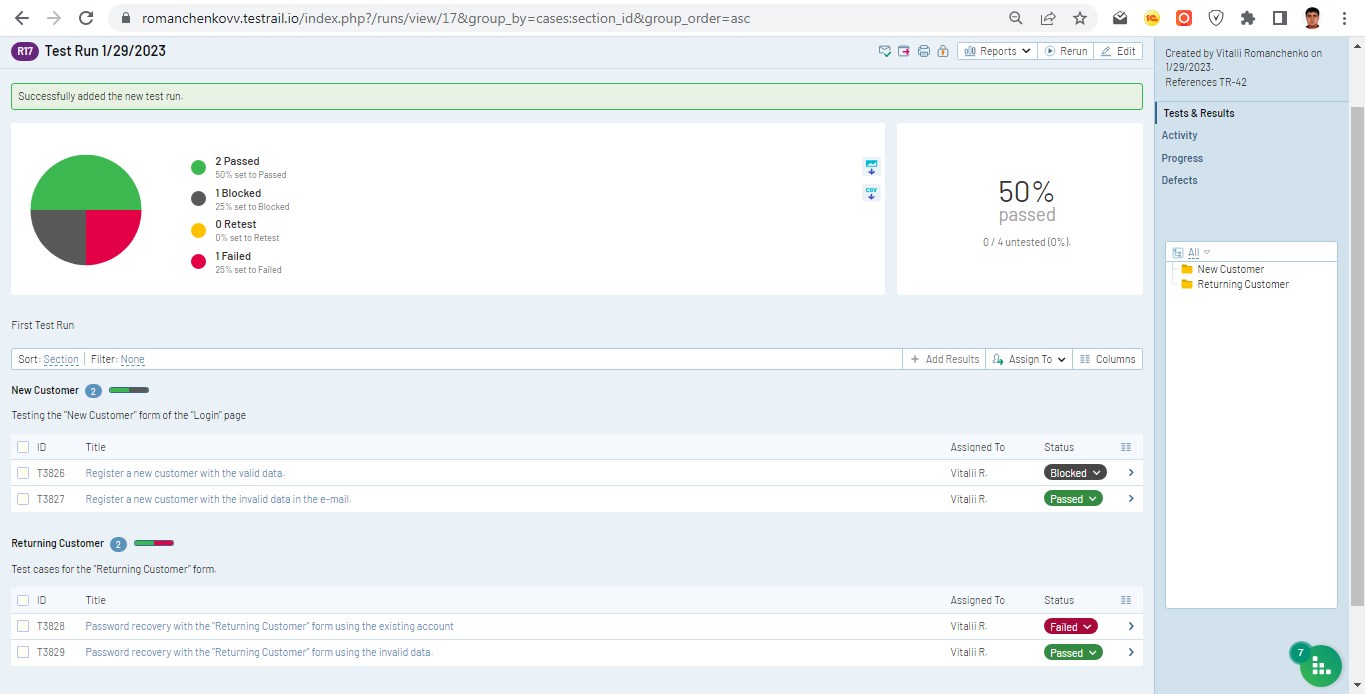 romanchenkovv.testrail.io/index.php?/runs/view/17&group_by=cases:section_id&group_order=asc
R17 Test Run 1/29/2023
Reports Rerun Edit
Successfully added the new test run.
2 Passed
50% set to Passed
1 Blocked
25% set to Blocked
0 Retest
0% set to Retest
1 Failed
25% set to Failed
CSV
50%
passed
0 / 4 untested (0%).
First Test Run
Sort: Section Filter: None
+ Add Results Assign To Columns
New Customer 2
Testing the "New Customer" form of the "Login" page
ID Title Assigned To Status
T3826 Register a new customer with the valid data. Vitalii R. Blocked
T3827 Register a new customer with the invalid data in the e-mail. Vitalii R. Passed
Returning Customer 2
Test cases for the "Returning Customer" form.
ID Title Assigned To Status
T3828 Password recovery with the "Returning Customer" form using the existing account Vitalii R. Failed
T3829 Password recovery with the "Returning Customer" form using the invalid data. Vitalii R. Passed
Created by Vitalii Romanchenko on
1/29/2023.
References TR-42
Tests & Results
Activity
Progress
Defects
All
New Customer
Returning Customer
7